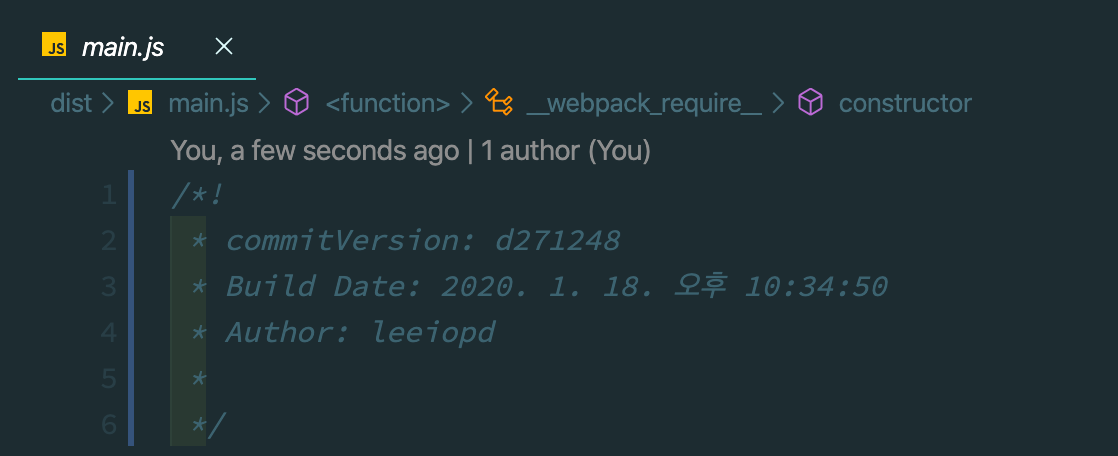 JS main.js ×
dist > JS main.js > <function> > __webpack_require__ > constructor
You, a few seconds ago | 1 author (You)
1 /*!
2  * commitVersion: d271248
3  * Build Date: 2020. 1. 18. 오후 10:34:50
4  * Author: leeiopd
5  *
6  */